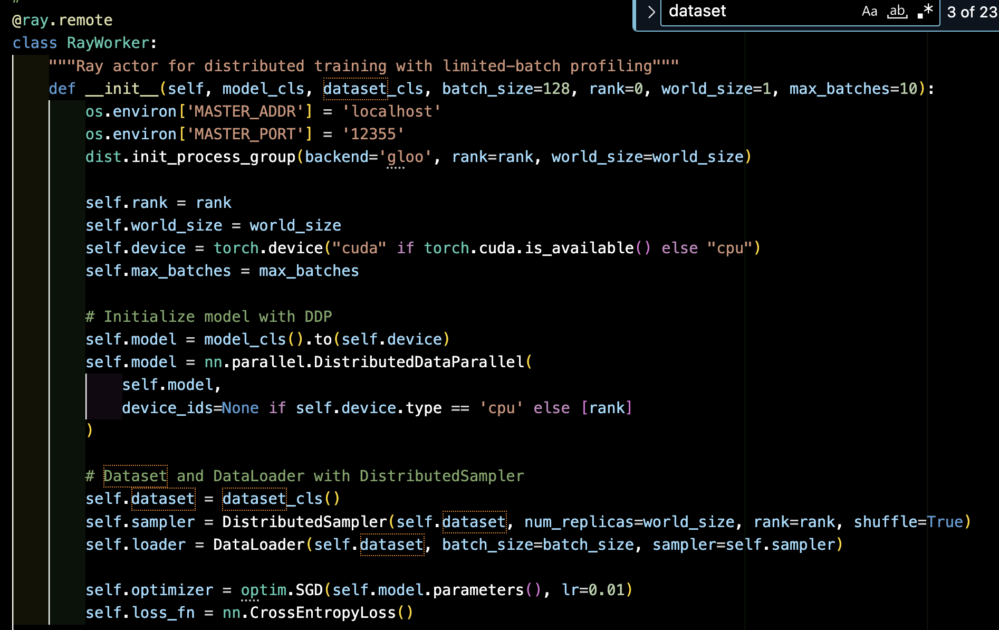 #
@ray.remote
class RayWorker:
    """Ray actor for distributed training with limited-batch profiling"""
    def __init__(self, model_cls, dataset_cls, batch_size=128, rank=0, world_size=1, max_batches=10):
        os.environ['MASTER_ADDR'] = 'localhost'
        os.environ['MASTER_PORT'] = '12355'
        dist.init_process_group(backend='gloo', rank=rank, world_size=world_size)

        self.rank = rank
        self.world_size = world_size
        self.device = torch.device("cuda" if torch.cuda.is_available() else "cpu")
        self.max_batches = max_batches

        # Initialize model with DDP
        self.model = model_cls().to(self.device)
        self.model = nn.parallel.DistributedDataParallel(
            self.model,
            device_ids=None if self.device.type == 'cpu' else [rank]
        )

        # Dataset and DataLoader with DistributedSampler
        self.dataset = dataset_cls()
        self.sampler = DistributedSampler(self.dataset, num_replicas=world_size, rank=rank, shuffle=True)
        self.loader = DataLoader(self.dataset, batch_size=batch_size, sampler=self.sampler)

        self.optimizer = optim.SGD(self.model.parameters(), lr=0.01)
        self.loss_fn = nn.CrossEntropyLoss()
dataset Aa ab .* 3 of 23